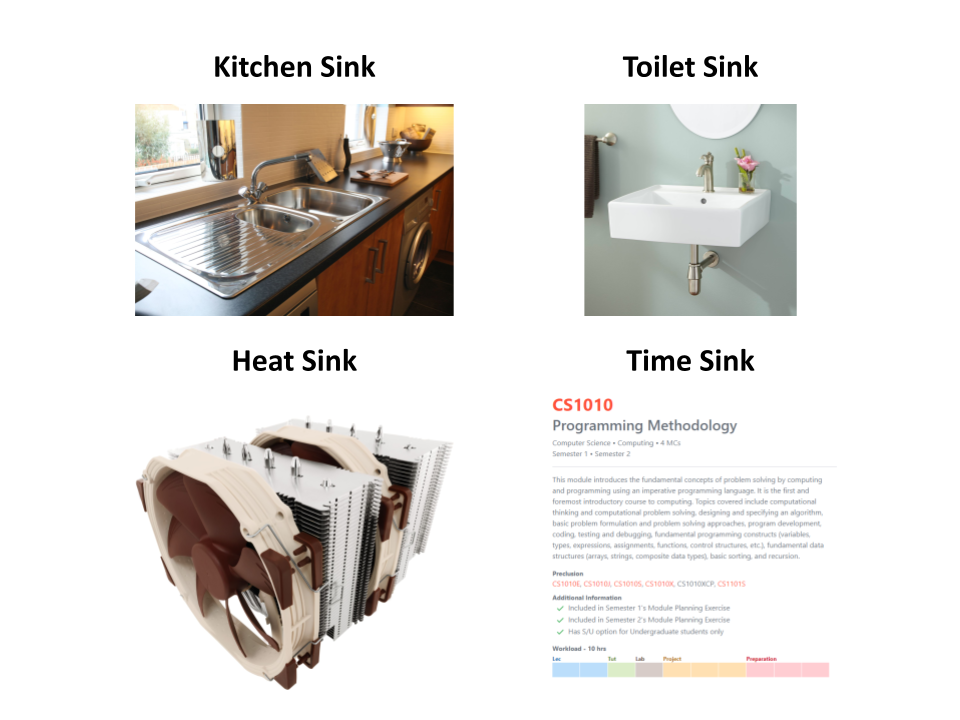 Kitchen Sink
Toilet Sink
Heat Sink
Time Sink
CS1010
Programming Methodology
Computer Science • Computing • 4 MCs
Semester 1 • Semester 2
This module introduces the fundamental concepts of problem solving by computing
and programming using an imperative programming language. It is the first and
foremost introductory course to computing. Topics covered include computational
thinking and computational problem solving, designing and specifying an algorithm,
basic problem formulation and problem solving approaches, program development,
coding, testing and debugging, fundamental programming constructs (variables,
types, expressions, assignments, functions, control structures, etc.), fundamental data
structures (arrays, strings, composite data types), basic sorting, and recursion.
Preclusion
CS1010E, CS1010J, CS1010S, CS1010X, CS1010XCP, CS1101S
Additional Information
Included in Semester 1's Module Planning Exercise
Included in Semester 2's Module Planning Exercise
Has S/U option for Undergraduate students only
Workload - 10 hrs
Lec Tut Lab Project Preparation